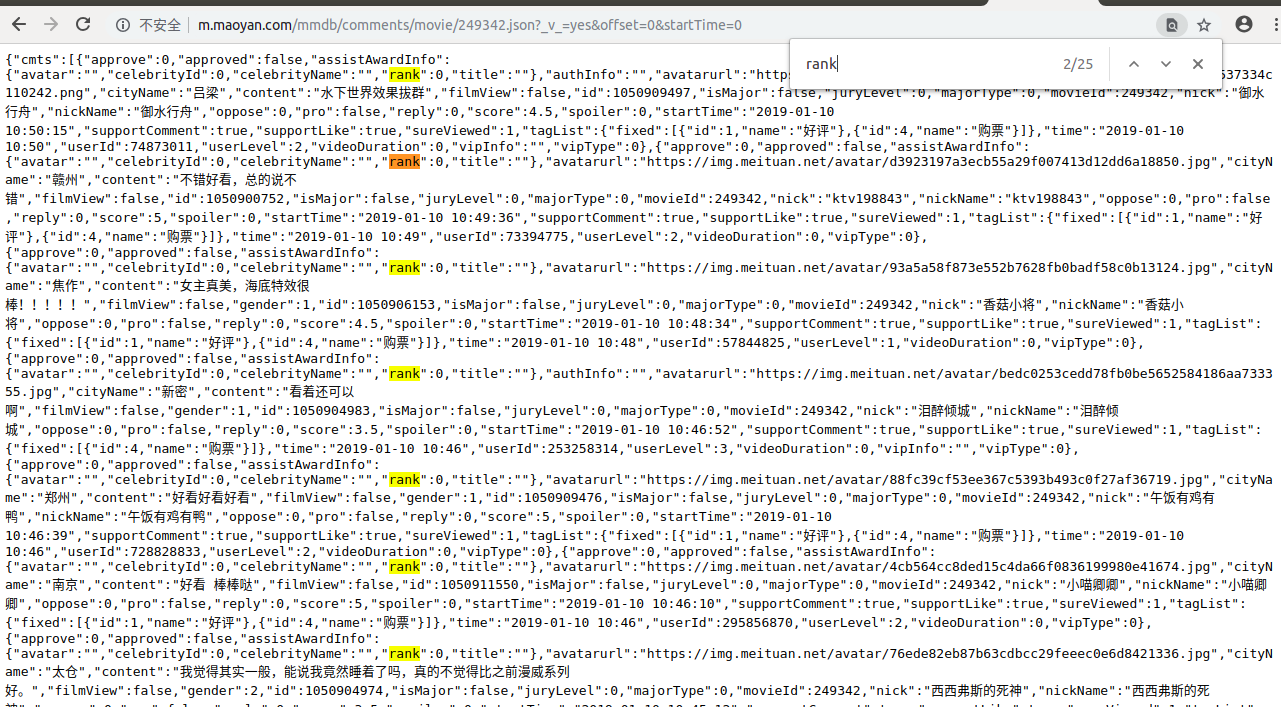 不安全 m.maoyan.com/mmdb/comments/movie/249342.json?_v_=yes&offset=0&startTime=0
rank 2/25
{"cmts":[{"approve":0,"approved":false,"assistAwardInfo":
{"avatar":"","celebrityId":0,"celebrityName":"","rank":0,"title":""},"authInfo":"","avatarurl":"https 537334c
110242.png","cityName":"吕梁","content":"水下世界效果拔群","filmView":false,"id":1050909497,"isMajor":false,"juryLevel":0,"majorType":0,"movieId":249342,"nick":"御水
行舟","nickName":"御水行舟","oppose":0,"pro":false,"reply":0,"score":4.5,"spoiler":0,"startTime":"2019-01-10
10:50:15","supportComment":true,"supportLike":true,"sureViewed":1,"tagList":{"fixed":[{"id":1,"name":"好评"},{"id":4,"name":"购票"}]},"time":"2019-01-10
10:50","userId":74873011,"userLevel":2,"videoDuration":0,"vipInfo":"","vipType":0},{"approve":0,"approved":false,"assistAwardInfo":
{"avatar":"","celebrityId":0,"celebrityName":"","rank":0,"title":""},"avatarurl":"https://img.meituan.net/avatar/d3923197a3ecb55a29f007413d12dd6a18850.jpg","cityN
ame":"赣州","content":"不错好看，总的说不
错","filmView":false,"id":1050900752,"isMajor":false,"juryLevel":0,"majorType":0,"movieId":249342,"nick":"ktv198843","nickName":"ktv198843","oppose":0,"pro":false
,"reply":0,"score":5,"spoiler":0,"startTime":"2019-01-10 10:49:36","supportComment":true,"supportLike":true,"sureViewed":1,"tagList":{"fixed":[{"id":1,"name":"好
评"},{"id":4,"name":"购票"}]},"time":"2019-01-10 10:49","userId":73394775,"userLevel":2,"videoDuration":0,"vipType":0},
{"approve":0,"approved":false,"assistAwardInfo":
{"avatar":"","celebrityId":0,"celebrityName":"","rank":0,"title":""},"avatarurl":"https://img.meituan.net/avatar/93a5a58f873e552b7628fb0badf58c0b13124.jpg","cityN
ame":"焦作","content":"女主真美，海底特效很
棒！！！！！","filmView":false,"gender":1,"id":1050906153,"isMajor":false,"juryLevel":0,"majorType":0,"movieId":249342,"nick":"香菇小将","nickName":"香菇小
将","oppose":0,"pro":false,"reply":0,"score":4.5,"spoiler":0,"startTime":"2019-01-10 10:48:34","supportComment":true,"supportLike":true,"sureViewed":1,"tagList":
{"fixed":[{"id":1,"name":"好评"},{"id":4,"name":"购票"}]},"time":"2019-01-10 10:48","userId":57844825,"userLevel":1,"videoDuration":0,"vipType":0},
{"approve":0,"approved":false,"assistAwardInfo":
{"avatar":"","celebrityId":0,"celebrityName":"","rank":0,"title":""},"authInfo":"","avatarurl":"https://img.meituan.net/avatar/bedc0253cedd78fb0be5652584186aa7333
55.jpg","cityName":"新密","content":"看着还可以
啊","filmView":false,"gender":1,"id":1050904983,"isMajor":false,"juryLevel":0,"majorType":0,"movieId":249342,"nick":"泪醉倾城","nickName":"泪醉倾
城","oppose":0,"pro":false,"reply":0,"score":3.5,"spoiler":0,"startTime":"2019-01-10 10:46:52","supportComment":true,"supportLike":true,"sureViewed":1,"tagList":
{"fixed":[{"id":4,"name":"购票"}]},"time":"2019-01-10 10:46","userId":253258314,"userLevel":3,"videoDuration":0,"vipInfo":"","vipType":0},
{"approve":0,"approved":false,"assistAwardInfo":
{"avatar":"","celebrityId":0,"celebrityName":"","rank":0,"title":""},"avatarurl":"https://img.meituan.net/avatar/88fc39cf53ee367c5393b493c0f27af36719.jpg","cityNa
me":"郑州","content":"好看好看好看","filmView":false,"gender":1,"id":1050909476,"isMajor":false,"juryLevel":0,"majorType":0,"movieId":249342,"nick":"午饭有鸡有
鸭","nickName":"午饭有鸡有鸭","oppose":0,"pro":false,"reply":0,"score":5,"spoiler":0,"startTime":"2019-01-10
10:46:39","supportComment":true,"supportLike":true,"sureViewed":1,"tagList":{"fixed":[{"id":1,"name":"好评"},{"id":4,"name":"购票"}]},"time":"2019-01-10
10:46","userId":728828833,"userLevel":2,"videoDuration":0,"vipType":0},{"approve":0,"approved":false,"assistAwardInfo":
{"avatar":"","celebrityId":0,"celebrityName":"","rank":0,"title":""},"avatarurl":"https://img.meituan.net/avatar/4cb564cc8ded15c4da66f0836199980e41674.jpg","cityN
ame":"南京","content":"好看 棒棒哒","filmView":false,"id":1050911550,"isMajor":false,"juryLevel":0,"majorType":0,"movieId":249342,"nick":"小喵卿卿","nickName":"小喵卿
卿","oppose":0,"pro":false,"reply":0,"score":5,"spoiler":0,"startTime":"2019-01-10 10:46:10","supportComment":true,"supportLike":true,"sureViewed":1,"tagList":
{"fixed":[{"id":1,"name":"好评"},{"id":4,"name":"购票"}]},"time":"2019-01-10 10:46","userId":295856870,"userLevel":2,"videoDuration":0,"vipType":0},
{"approve":0,"approved":false,"assistAwardInfo":
{"avatar":"","celebrityId":0,"celebrityName":"","rank":0,"title":""},"avatarurl":"https://img.meituan.net/avatar/76ede82eb87b63cdbcc29feeec0e6d8421336.jpg","cityN
ame":"太仓","content":"我觉得其实一般，能说我竟然睡着了吗，真的不觉得比之前漫威系列
好。","filmView":false,"gender":2,"id":1050904974,"isMajor":false,"juryLevel":0,"majorType":0,"movieId":249342,"nick":"西西弗斯的死神","nickName":"西西弗斯的死